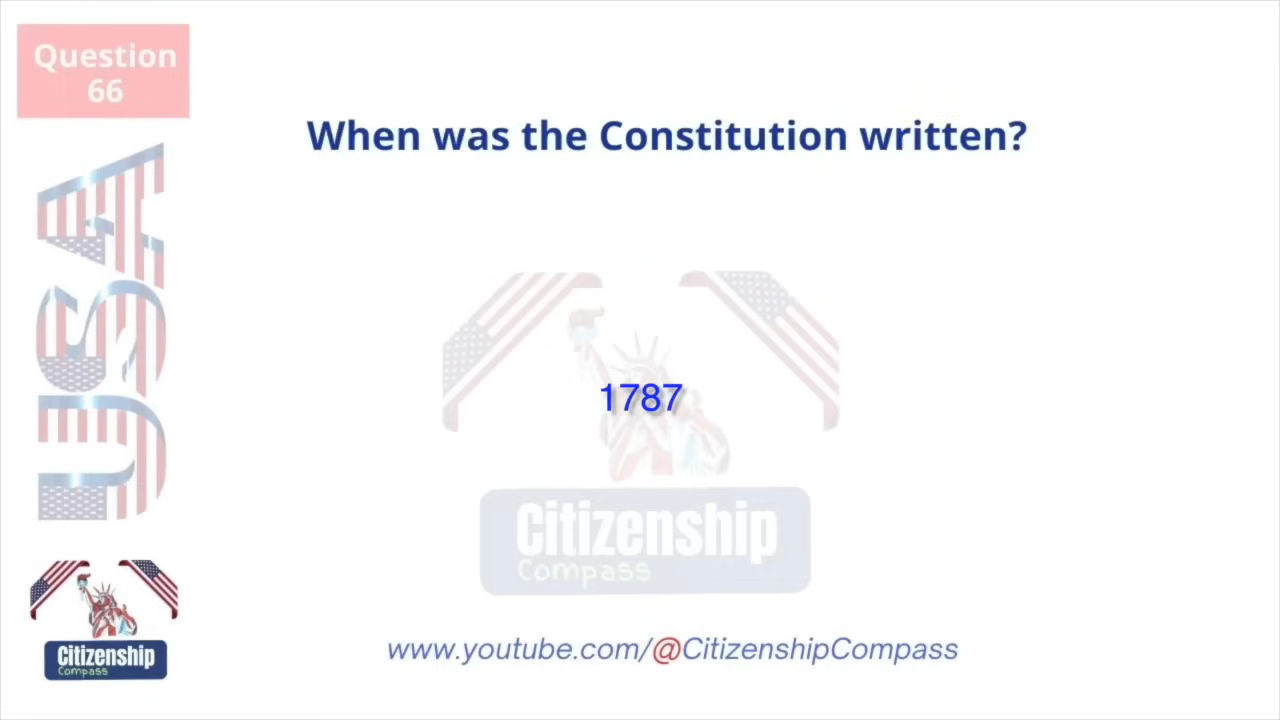 Question
66
When was the Constitution written?
1787
USA
Citizenship
Compass
Citizenship
Compass
www.youtube.com/@CitizenshipCompass